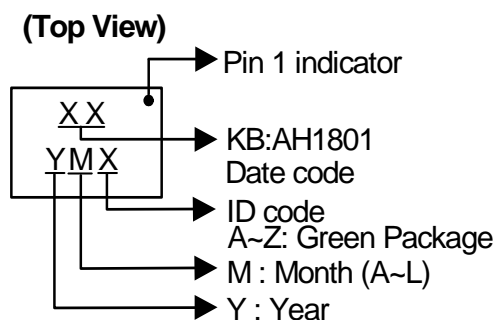 (Top View)
Pin 1 indicator
XX
KB:AH1801
YMX
Date code
ID code
A~Z: Green Package
M : Month (A~L)
Y : Year